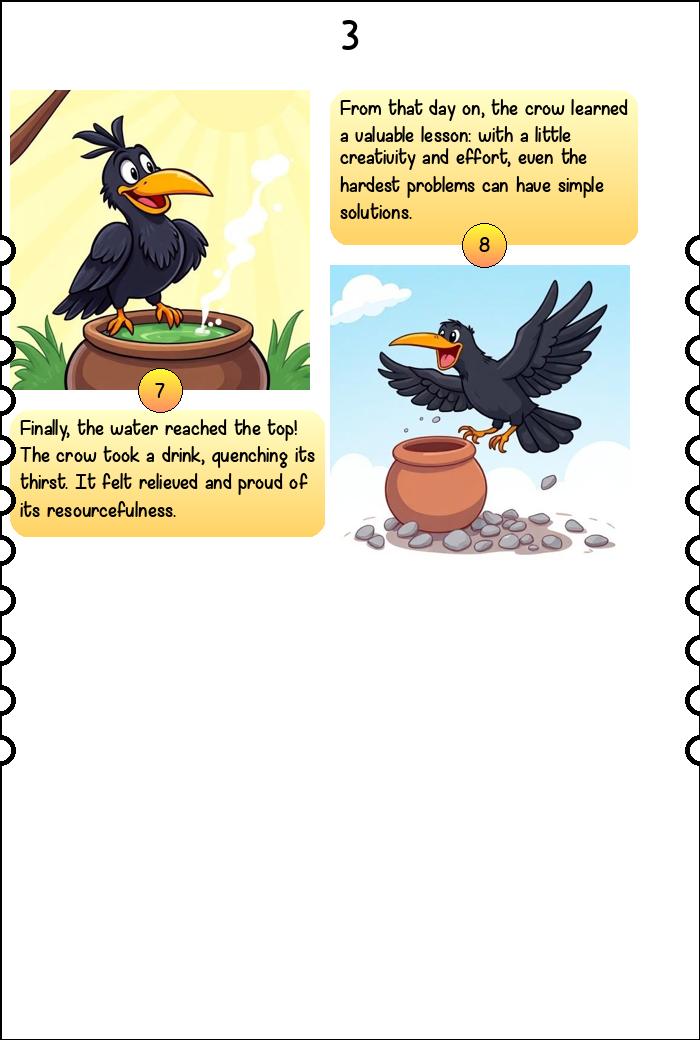 3
7
Finally, the water reached the top!
The crow took a drink, quenching its
thirst. It felt relieved and proud of
its resourcefulness.
From that day on, the crow learned
a valuable lesson: with a little
creativity and effort, even the
hardest problems can have simple
solutions.
8